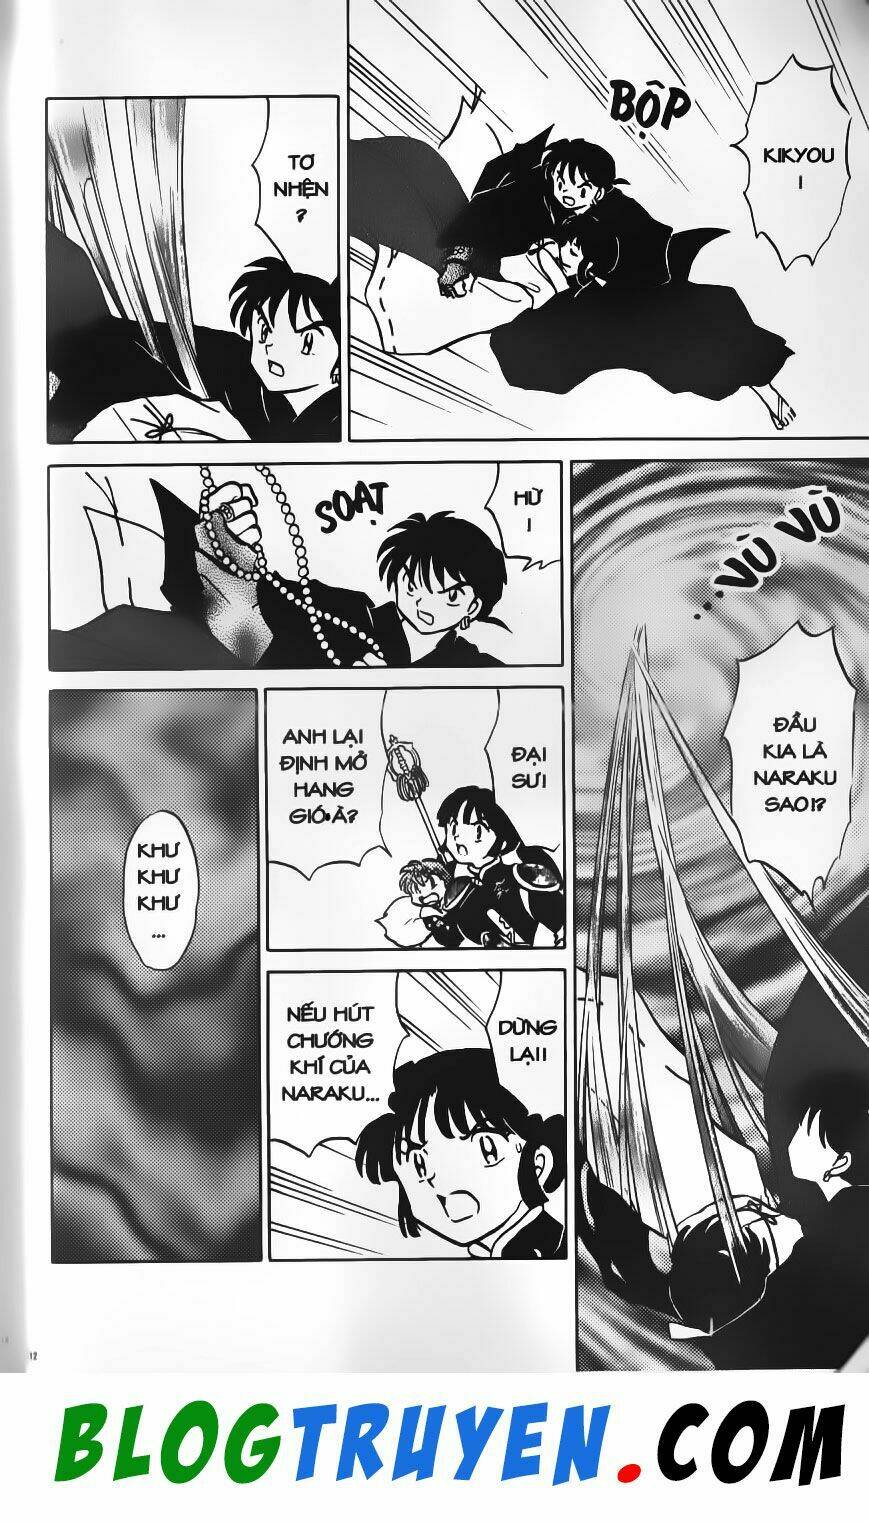 KIKYOU
!
BỘP
TƠ
NHỆN
?
VÙ VÙ
...
ĐẦU
KIA LÀ
NARAKU
SAO!?
HỪ
!
SOẠT
ĐẠI
SƯ!
ANH LẠI
ĐỊNH MỞ
HANG
GIÓ À?
DỪNG
LẠI!
NẾU HÚT
CHƯỚNG
KHÍ CỦA
NARAKU...
KHƯ
KHƯ
KHƯ
...
12
BLOGTRUYEN.COM